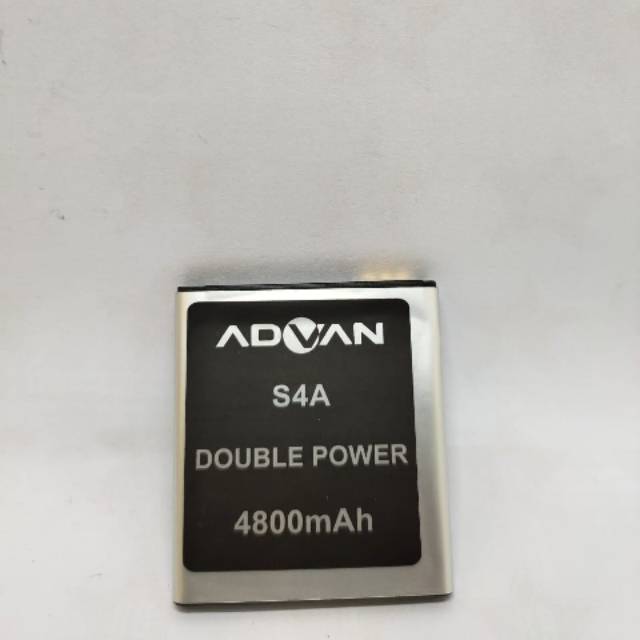 ADVAN
S4A
DOUBLE POWER
4800mAh